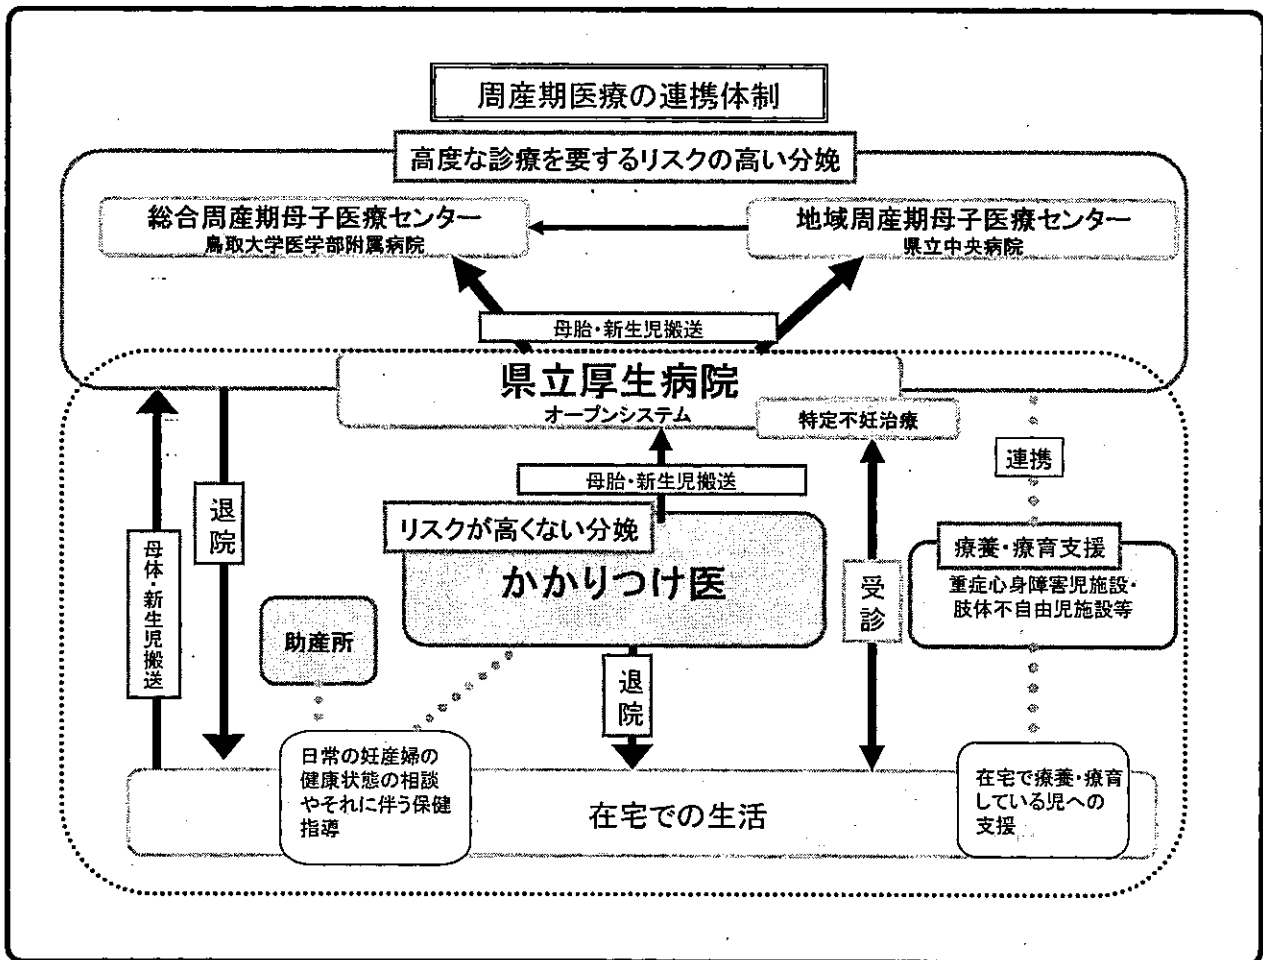 周産期医療の連携体制
高度な診療を要するリスクの高い分娩
総合周産期母子医療センター
鳥取大学医学部附属病院
地域周産期母子医療センター
県立中央病院
母胎・新生児搬送
県立厚生病院
オープンシステム
特定不妊治療
連携
母胎・新生児搬送
退院
リスクが高くない分娩
かかりつけ医
母体・新生児搬送
助産所
受診
療養・療育支援
重症心身障害児施設・
肢体不自由児施設等
退院
日常の妊産婦の
健康状態の相談
やそれに伴う保健
指導
在宅での生活
在宅で療養・療育
している児への
支援